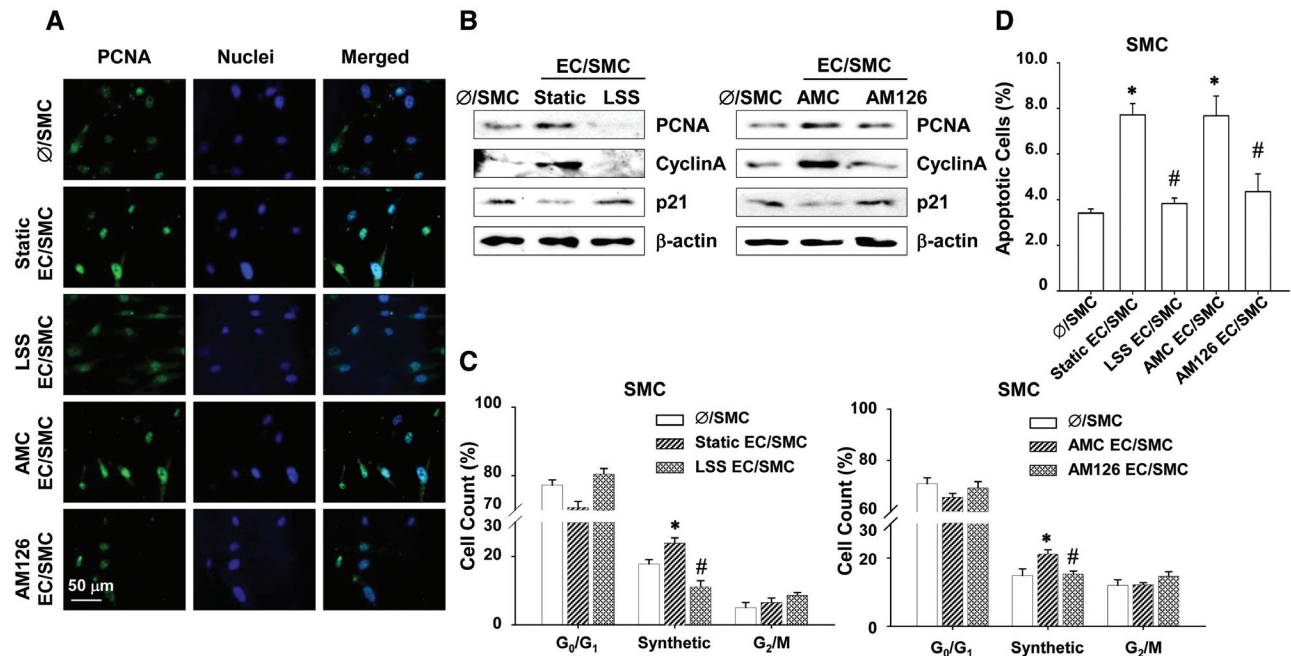 A
PCNA Nuclei Merged
∅/SMC
Static
EC/SMC
LSS
EC/SMC
AMC
EC/SMC
AM126
EC/SMC
50 μm
B
EC/SMC
∅/SMC Static LSS
PCNA
CyclinA
p21
β-actin
EC/SMC
∅/SMC AMC AM126
PCNA
CyclinA
p21
β-actin
C
SMC
Cell Count (%)
100
80
70
30
20
0
∅/SMC
Static EC/SMC
LSS EC/SMC
*
#
G₀/G₁ Synthetic G₂/M
SMC
Cell Count (%)
100
80
60
30
20
0
∅/SMC
AMC EC/SMC
AM126 EC/SMC
*
#
G₀/G₁ Synthetic G₂/M
D
SMC
Apoptotic Cells (%)
10.0
8.0
6.0
4.0
2.0
.0
* # * #
∅/SMC
Static EC/SMC
LSS EC/SMC
AMC EC/SMC
AM126 EC/SMC